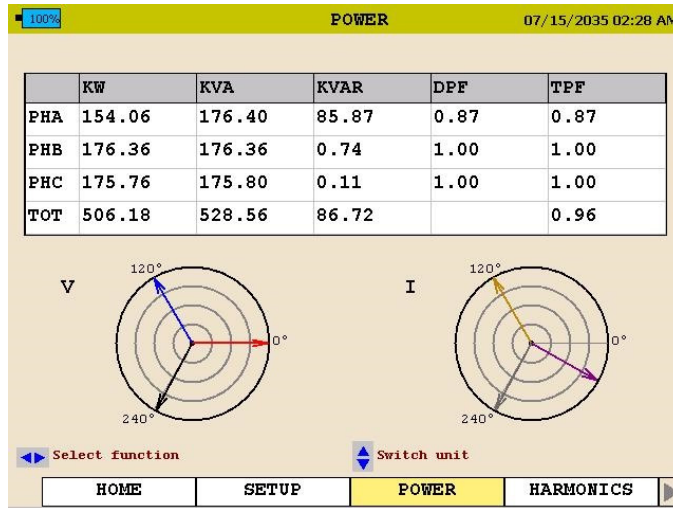 100% POWER 07/15/2035 02:28 AM
KW KVA KVAR DPF TPF
PHA 154.06 176.40 85.87 0.87 0.87
PHB 176.36 176.36 0.74 1.00 1.00
PHC 175.76 175.80 0.11 1.00 1.00
TOT 506.18 528.56 86.72 0.96
V 120° I 120°
0° 0°
240° 240°
Select function Switch unit
HOME SETUP POWER HARMONICS